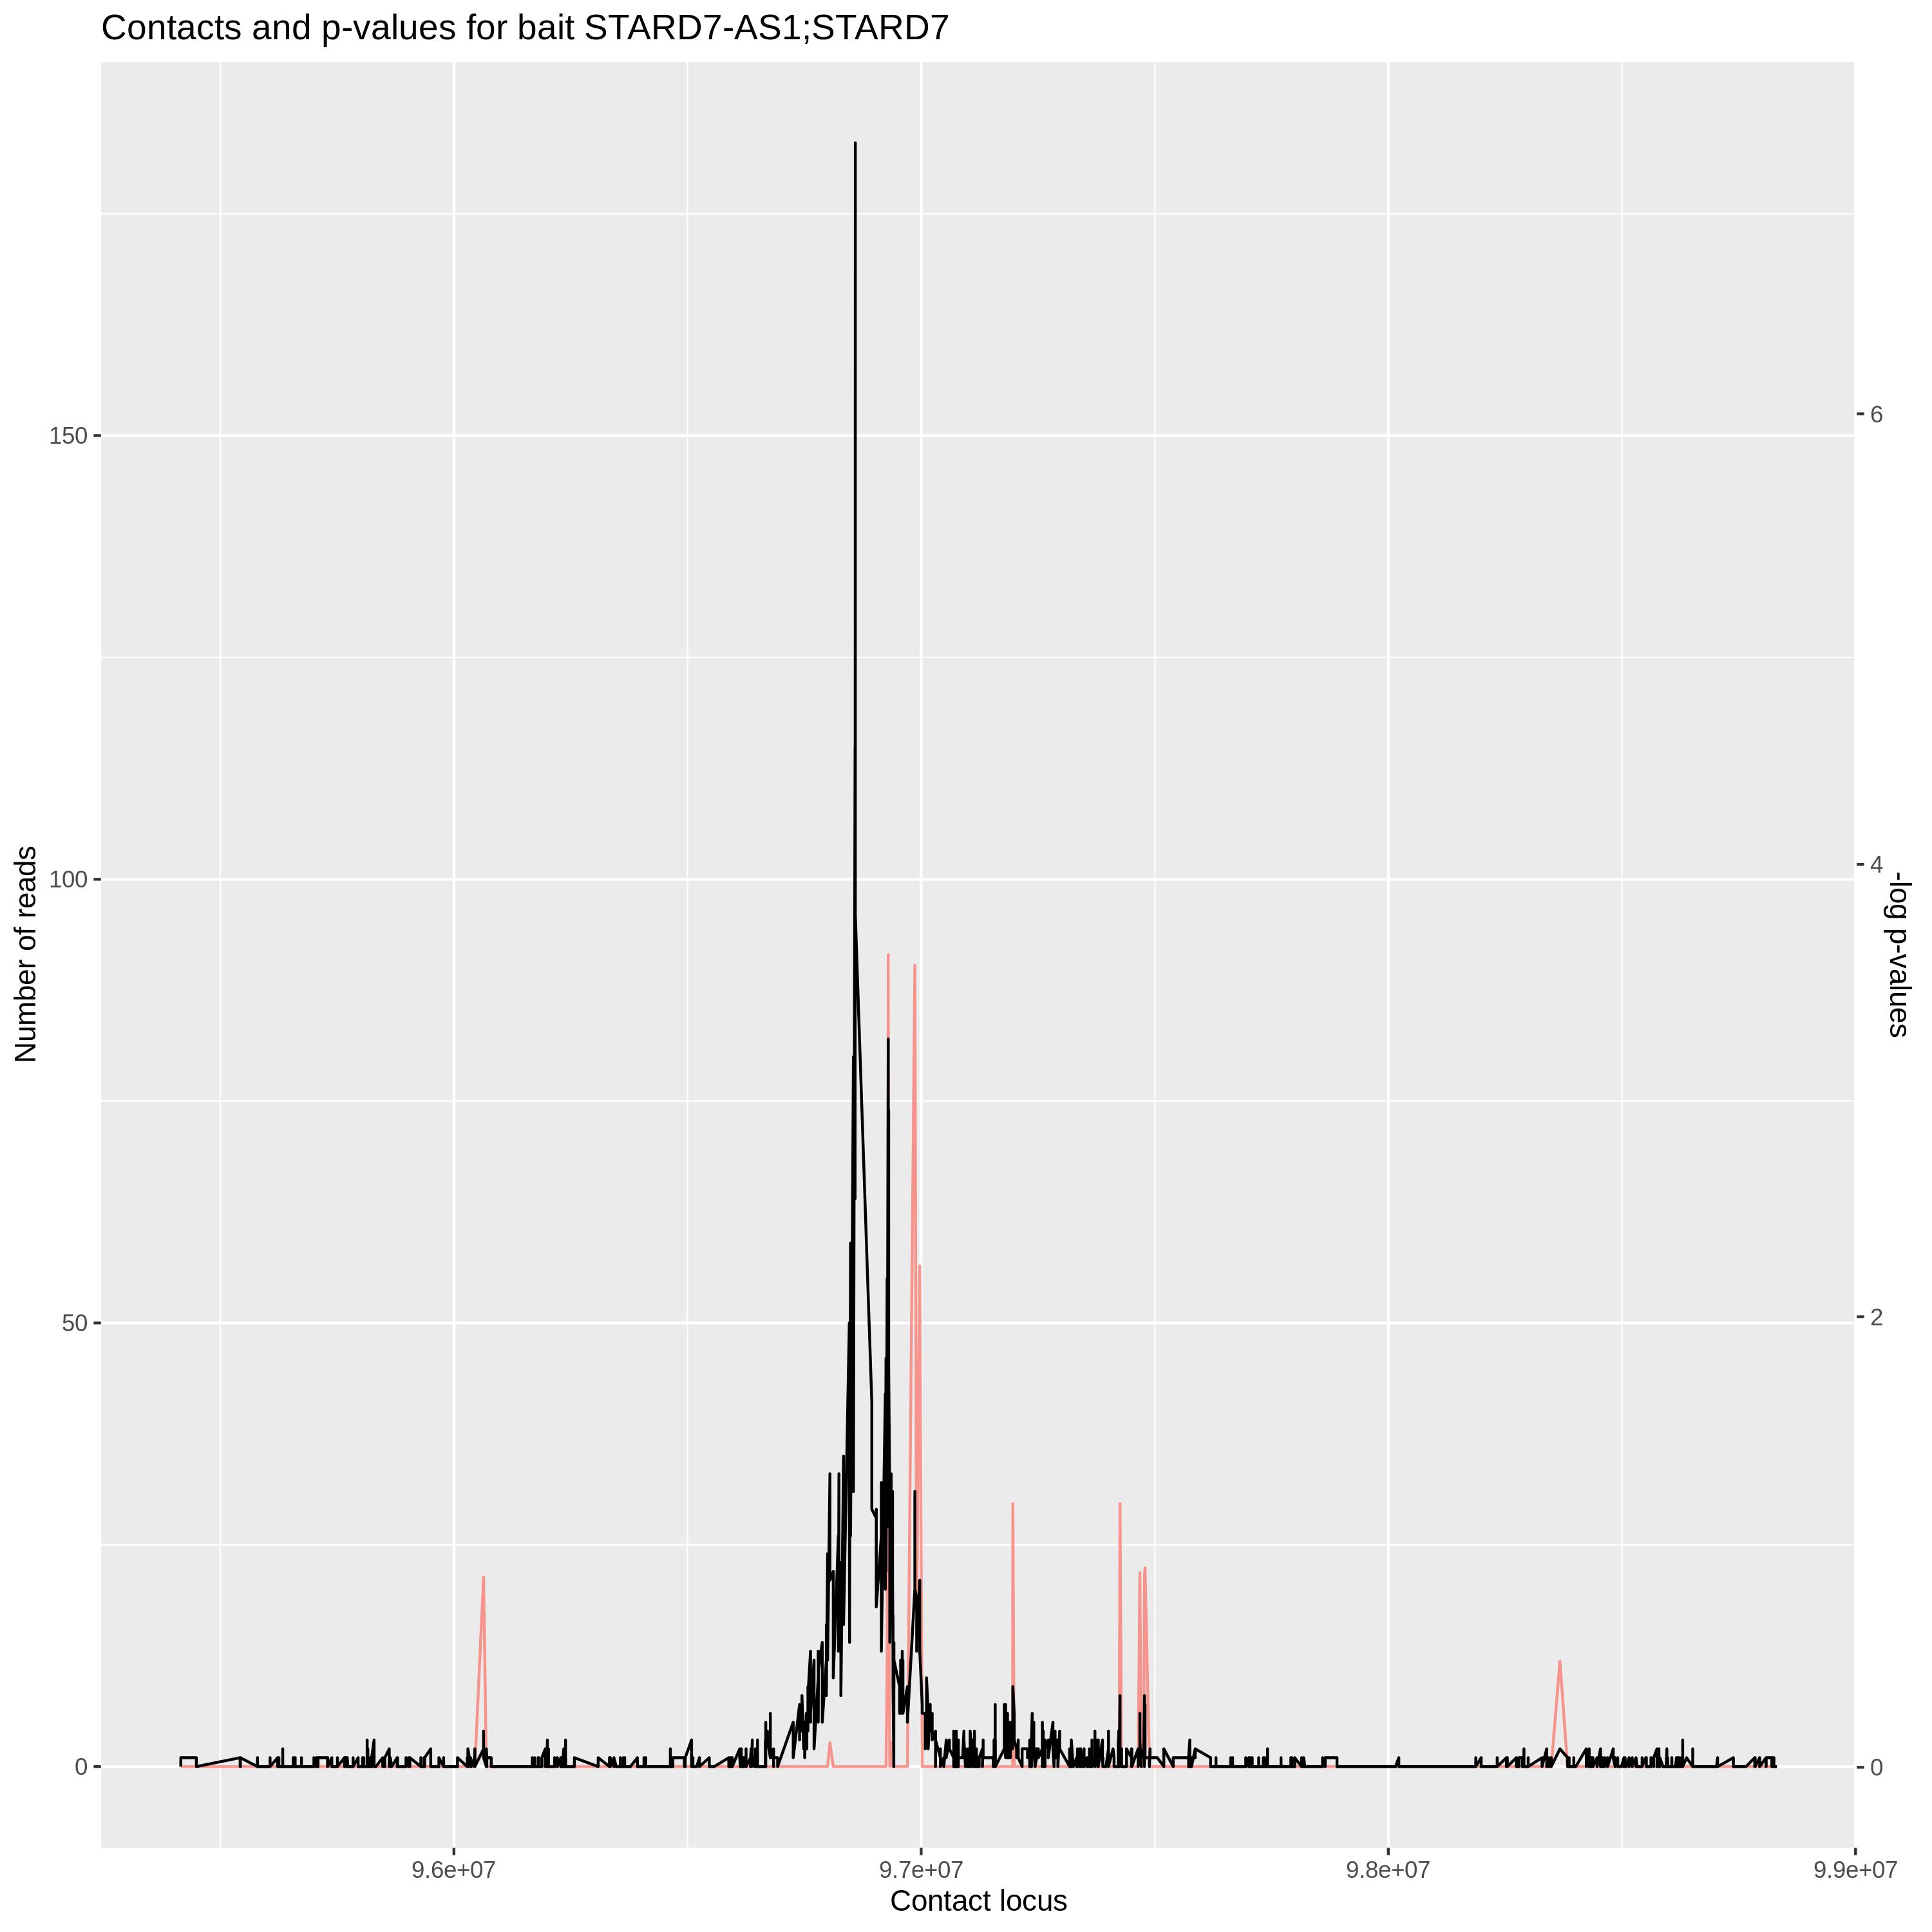 Contacts and p-values for bait STARD7-AS1;STARD7
Number of reads
150
100
50
0
6
4
2
0
-log p-values
9.6e+07
9.7e+07
9.8e+07
9.9e+07
Contact locus